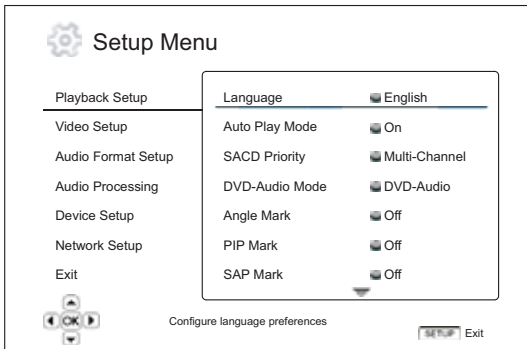 Setup Menu
Playback Setup Language English
Video Setup Auto Play Mode On
Audio Format Setup SACD Priority Multi-Channel
Audio Processing DVD-Audio Mode DVD-Audio
Device Setup Angle Mark Off
Network Setup PIP Mark Off
Exit SAP Mark Off
OK Configure language preferences
SETUP Exit